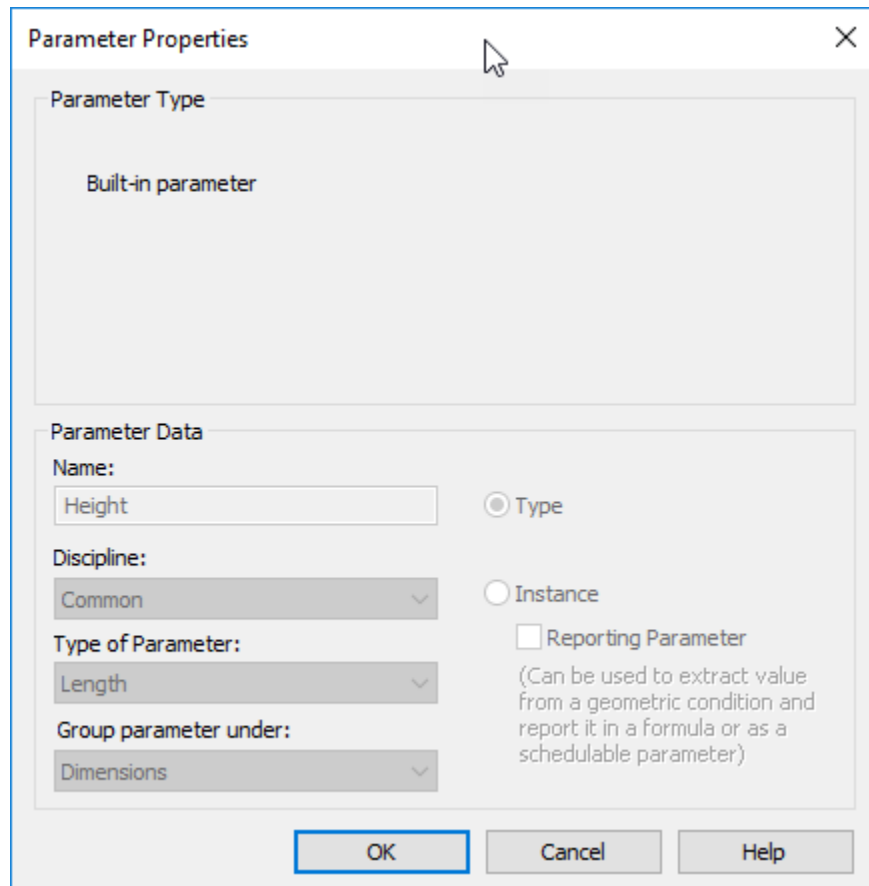 Parameter Properties
Parameter Type
Built-in parameter
Parameter Data
Name:
Height
Type
Discipline:
Common
Instance
Reporting Parameter
Type of Parameter:
Length
(Can be used to extract value
from a geometric condition and
report it in a formula or as a
schedulable parameter)
Group parameter under:
Dimensions
OK
Cancel
Help